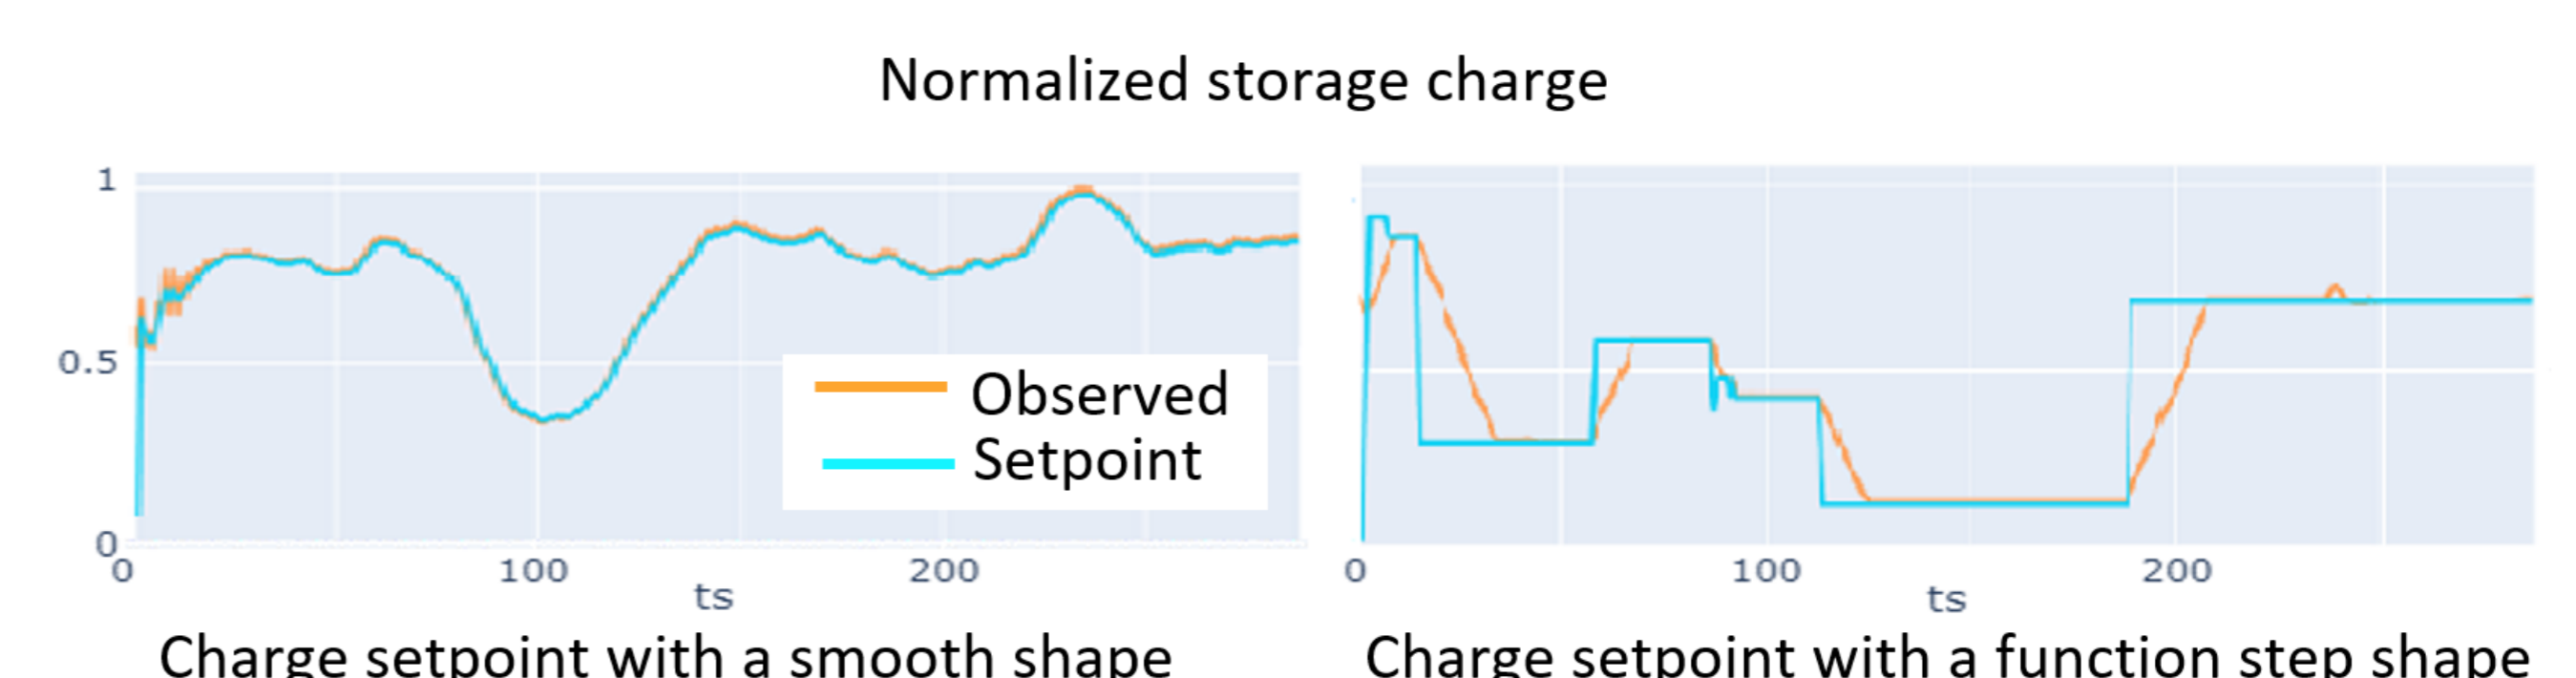 Normalized storage charge
1
0.5
0
Observed
Setpoint
0 100 200
ts
0 100 200
ts
Charge setpoint with a smooth shape
Charge setpoint with a function step shape